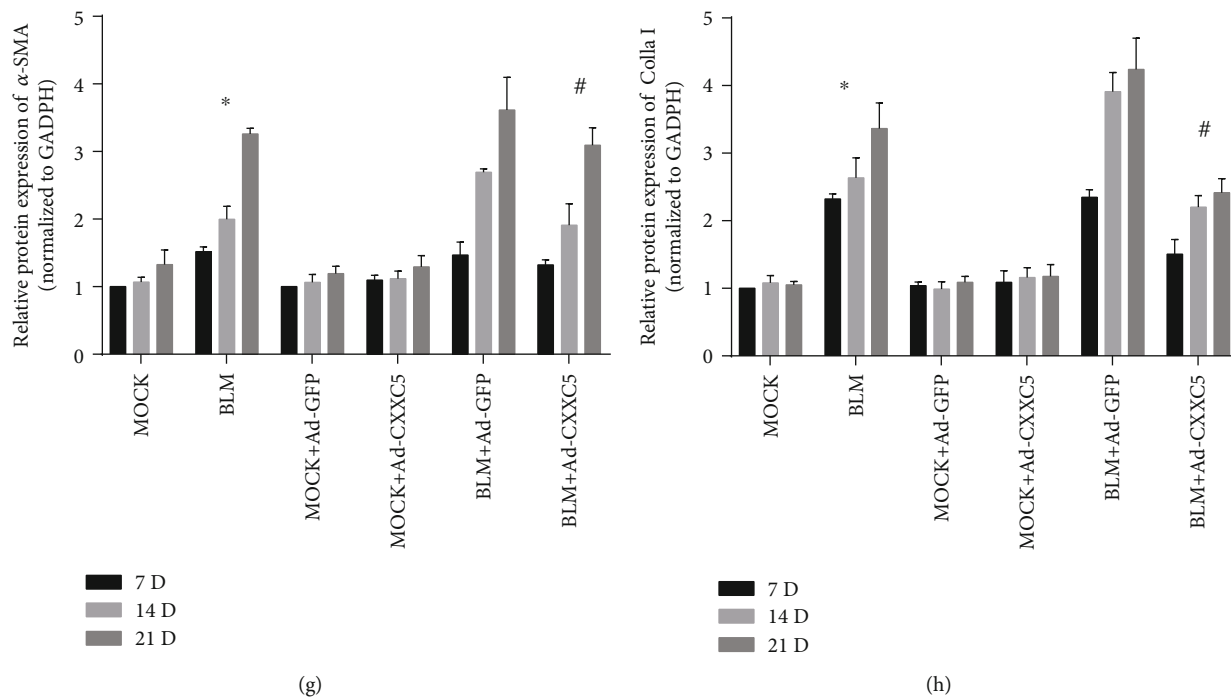 Relative protein expression of α-SMA
(normalized to GADPH)
5
4
3
2
1
0
*
#
MOCK
BLM
MOCK+Ad-GFP
MOCK+Ad-CXXC5
BLM+Ad-GFP
BLM+Ad-CXXC5
7 D
14 D
21 D
(g)
Relative protein expression of Colla I
(normalized to GADPH)
5
4
3
2
1
0
*
#
MOCK
BLM
MOCK+Ad-GFP
MOCK+Ad-CXXC5
BLM+Ad-GFP
BLM+Ad-CXXC5
7 D
14 D
21 D
(h)